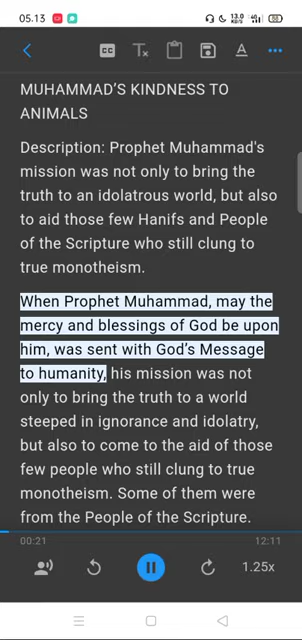 05.13
13.0
KB/S
4G
CC
MUHAMMAD'S KINDNESS TO
ANIMALS
Description: Prophet Muhammad's
mission was not only to bring the
truth to an idolatrous world, but also
to aid those few Hanifs and People
of the Scripture who still clung to
true monotheism.
When Prophet Muhammad, may the
mercy and blessings of God be upon
him, was sent with God's Message
to humanity, his mission was not
only to bring the truth to a world
steeped in ignorance and idolatry,
but also to come to the aid of those
few people who still clung to true
monotheism. Some of them were
from the People of the Scripture.
00:21
12:11
1.25x